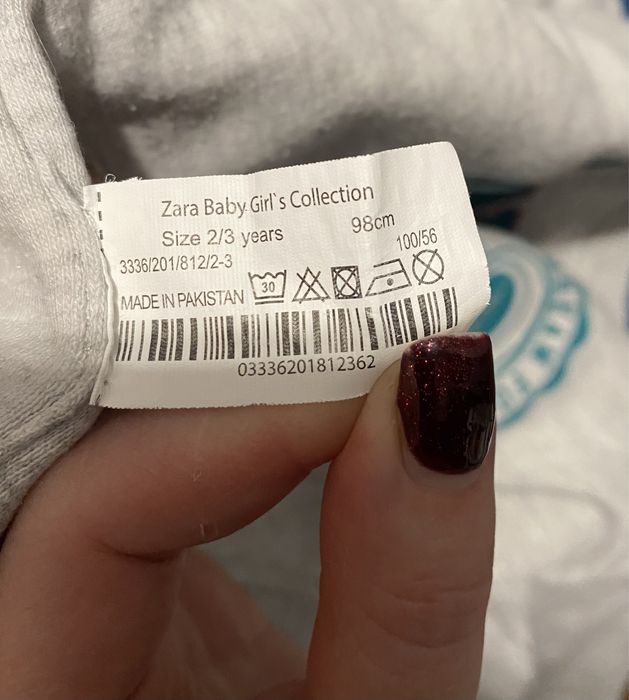 Zara Baby Girl`s Collection
Size 2/3 years 98cm
100/56
3336/201/812/2-3
MADE IN PAKISTAN 30
03336201812362